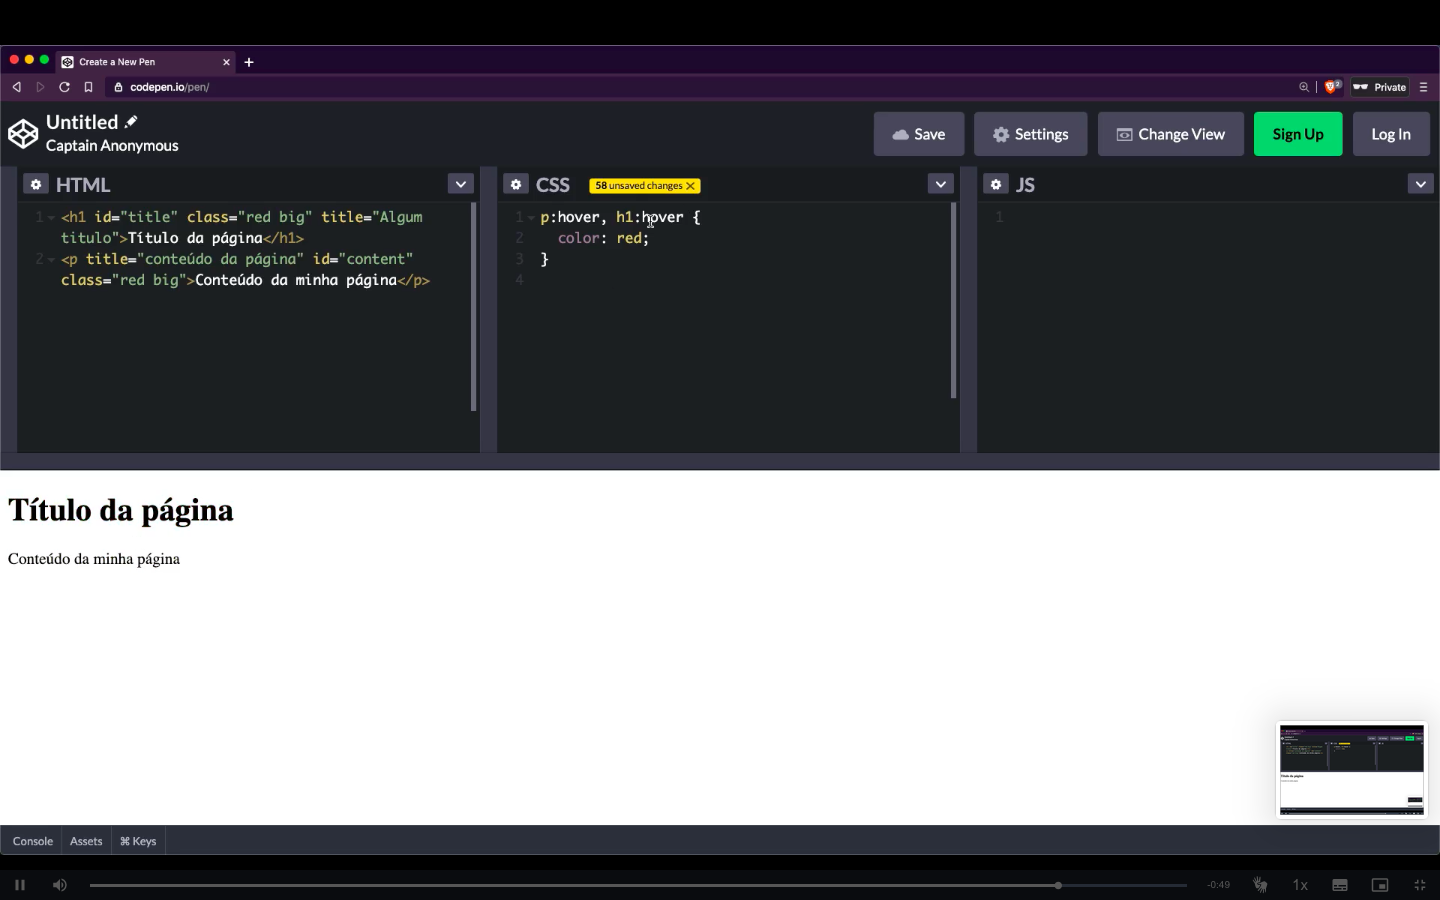 Create a New Pen
codepen.io/pen/
2
Private
Untitled
Captain Anonymous
Save
Settings
Change View
Sign Up
Log In
HTML
1 <h1 id="title" class="red big" title="Algum
titulo">Título da página</h1>
2 <p title="conteúdo da página" id="content"
class="red big">Conteúdo da minha página</p>
CSS
58 unsaved changes
1 p:hover, h1:hover {
2 color: red;
3 }
4
JS
1
Título da página
Conteúdo da minha página
Console
Assets
⌘ Keys
-0:49
1x